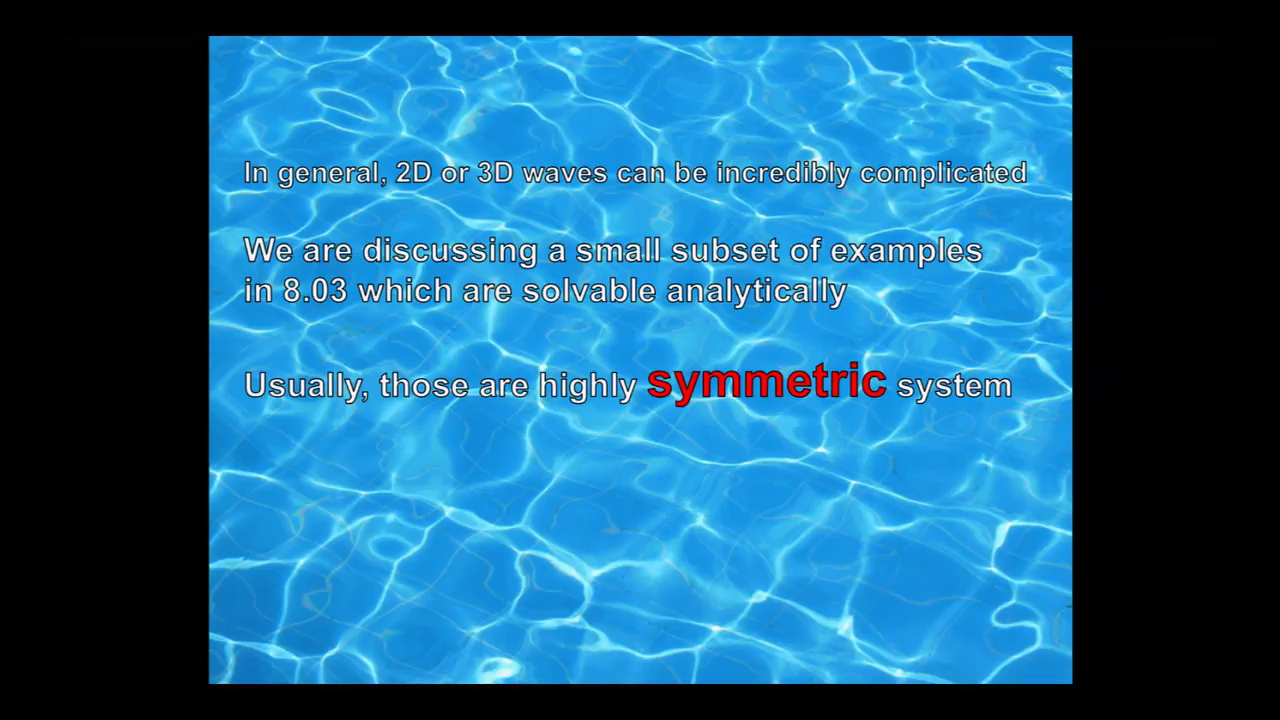 In general, 2D or 3D waves can be incredibly complicated
We are discussing a small subset of examples
in 8.03 which are solvable analytically
Usually, those are highly symmetric system